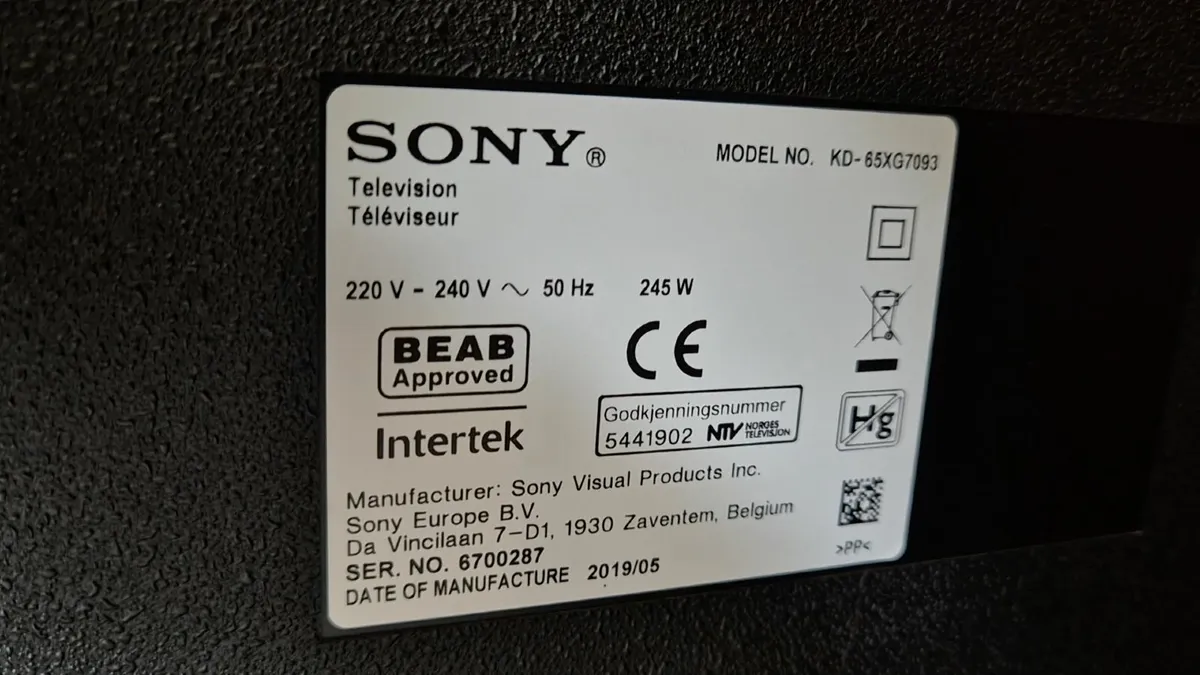 SONY®
MODEL NO. KD-65XG7093
Television
Téléviseur
220 V - 240 V ~ 50 Hz 245 W
BEAB
Approved
Intertek
CE
Godkjenningsnummer
5441902 NTV NORGES
TELEVISJON
Hg
Manufacturer: Sony Visual Products Inc.
Sony Europe B.V.
Da Vincilaan 7-D1, 1930 Zaventem, Belgium
SER. NO. 6700287
DATE OF MANUFACTURE 2019/05
>PP<